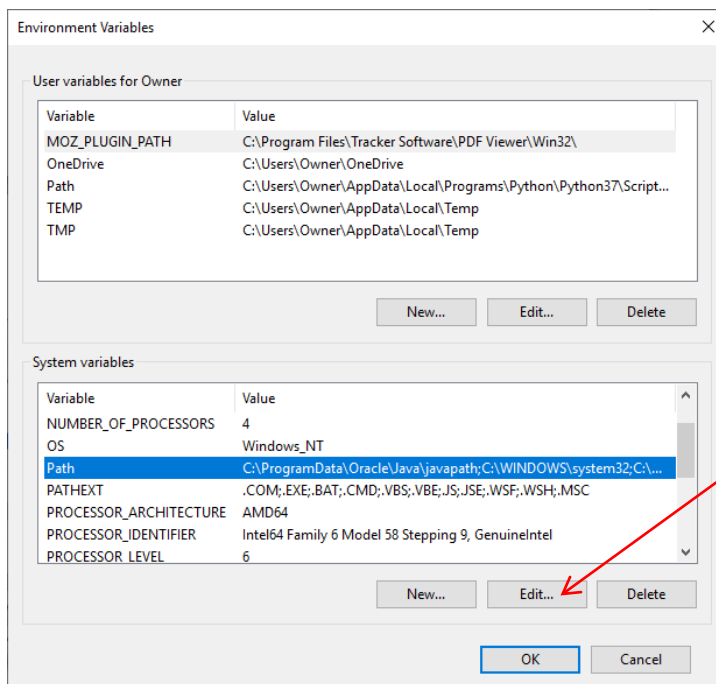 Environment Variables
User variables for Owner
Variable Value
MOZ_PLUGIN_PATH C:\Program Files\Tracker Software\PDF Viewer\Win32\
OneDrive C:\Users\Owner\OneDrive
Path C:\Users\Owner\AppData\Local\Programs\Python\Python37\Script...
TEMP C:\Users\Owner\AppData\Local\Temp
TMP C:\Users\Owner\AppData\Local\Temp
New... Edit... Delete
System variables
Variable Value
NUMBER_OF_PROCESSORS 4
OS Windows_NT
Path C:\ProgramData\Oracle\Java\javapath;C:\WINDOWS\system32;C:\...
PATHEXT .COM;.EXE;.BAT;.CMD;.VBS;.VBE;.JS;.JSE;.WSF;.WSH;.MSC
PROCESSOR_ARCHITECTURE AMD64
PROCESSOR_IDENTIFIER Intel64 Family 6 Model 58 Stepping 9, GenuineIntel
PROCESSOR_LEVEL 6
New... Edit... Delete
OK Cancel